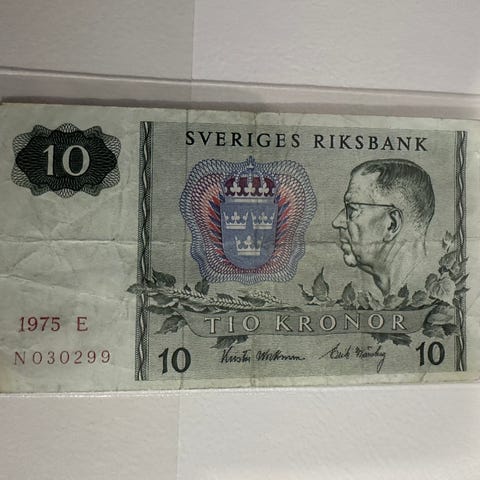 SVERIGES RIKSBANK
10
1975 E
N030299
TIO KRONOR
10
10